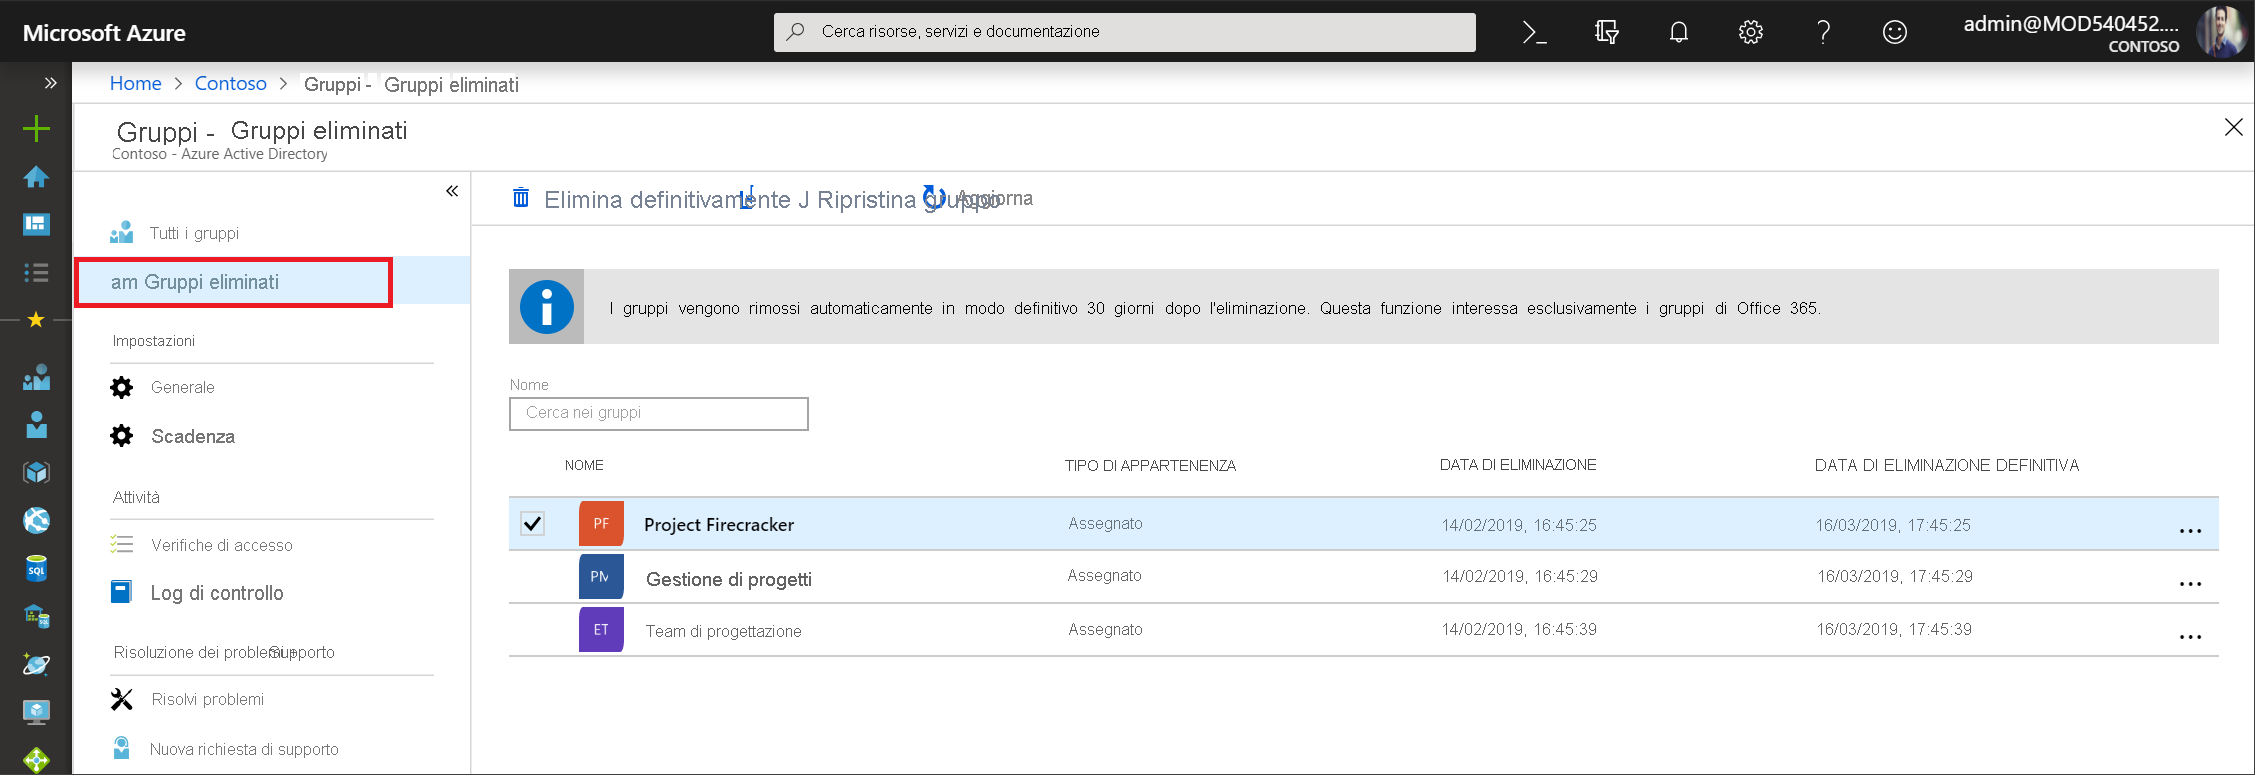 Microsoft Azure
Cerca risorse, servizi e documentazione
admin@MOD540452....
CONTOSO
Home > Contoso > Gruppi - Gruppi eliminati
Gruppi - Gruppi eliminati
Contoso - Azure Active Directory
Elimina definitivamente J Ripristina gruppo Aggiorna
Tutti i gruppi
am Gruppi eliminati
Impostazioni
Generale
Scadenza
Attività
Verifiche di accesso
Log di controllo
Risoluzione dei problemi + Supporto
Risolvi problemi
Nuova richiesta di supporto
I gruppi vengono rimossi automaticamente in modo definitivo 30 giorni dopo l'eliminazione. Questa funzione interessa esclusivamente i gruppi di Office 365.
Nome
Cerca nei gruppi
NOME TIPO DI APPARTENENZA DATA DI ELIMINAZIONE DATA DI ELIMINAZIONE DEFINITIVA
PF Project Firecracker Assegnato 14/02/2019, 16:45:25 16/03/2019, 17:45:25 ...
PM Gestione di progetti Assegnato 14/02/2019, 16:45:29 16/03/2019, 17:45:29 ...
ET Team di progettazione Assegnato 14/02/2019, 16:45:39 16/03/2019, 17:45:39 ...
SQL